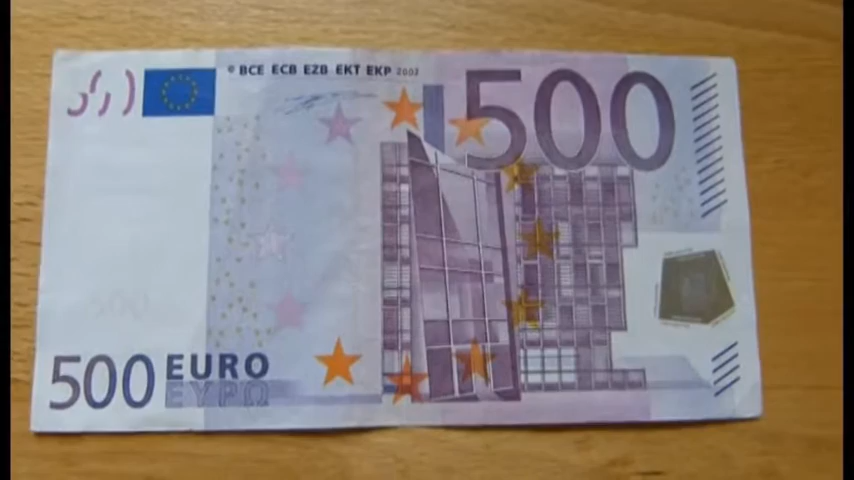 © BCE ECB EZB EKT EKP 2002
500
500 EURO
ΕΥΡΩ